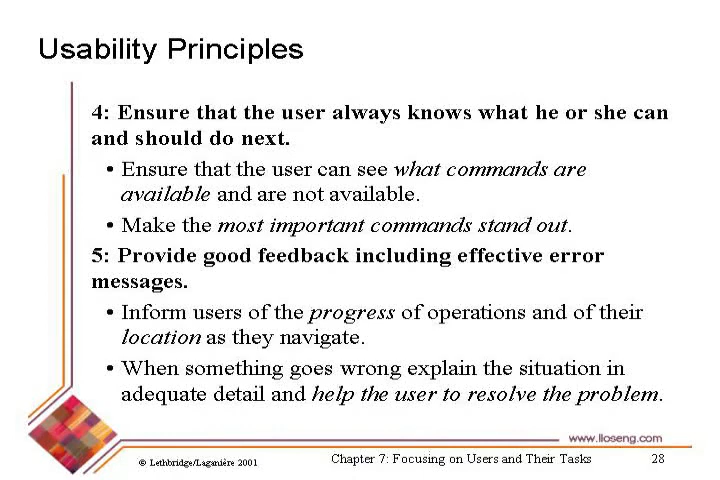 Usability Principles
4: Ensure that the user always knows what he or she can
and should do next.
• Ensure that the user can see what commands are
available and are not available.
• Make the most important commands stand out.
5: Provide good feedback including effective error
messages.
• Inform users of the progress of operations and of their
location as they navigate.
• When something goes wrong explain the situation in
adequate detail and help the user to resolve the problem.
www.lloseng.com
© Lethbridge/Laganière 2001
Chapter 7: Focusing on Users and Their Tasks
28